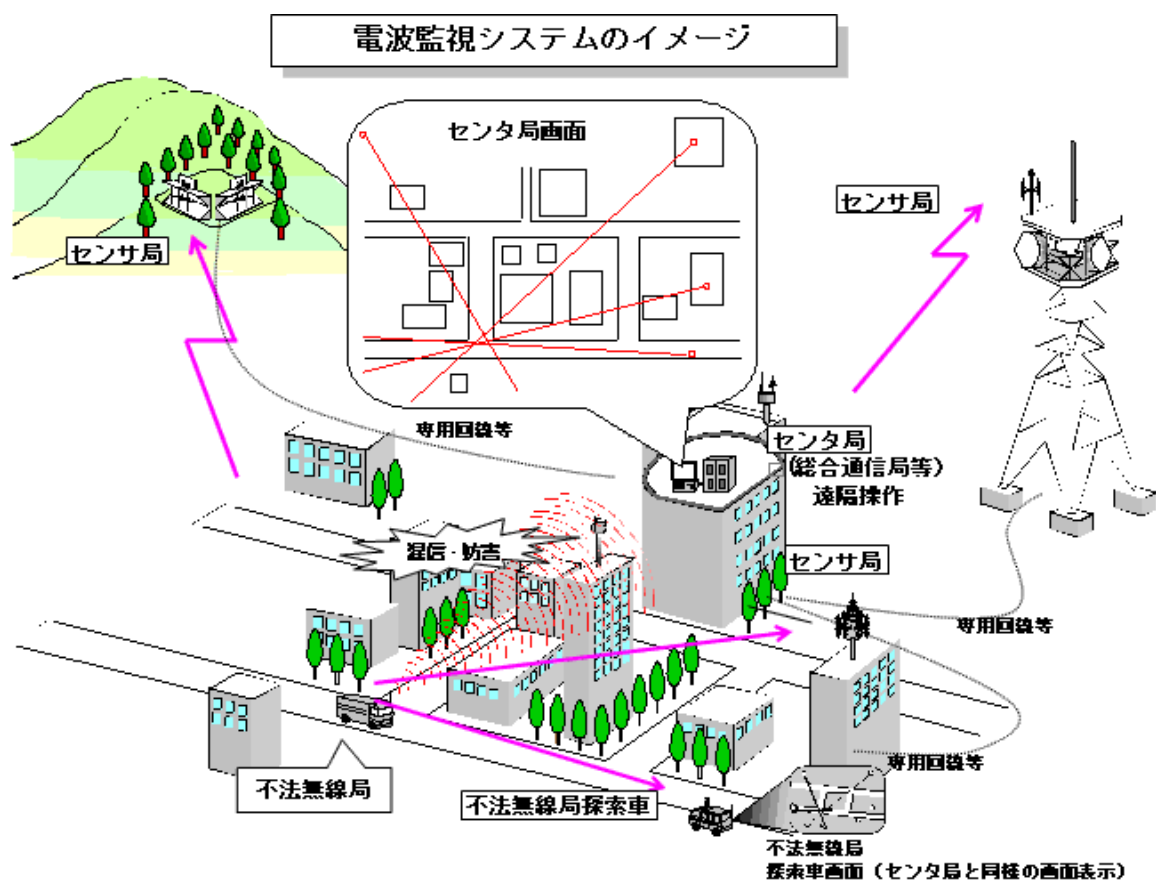 電波監視システムのイメージ
センタ局画面
センサ局
センサ局
専用回線等
センタ局
(総合通信局等)
遠隔操作
混信・妨害
センサ局
専用回線等
専用回線等
不法無線局
不法無線局探索車
不法無線局
探索車画面(センタ局と同様の画面表示)